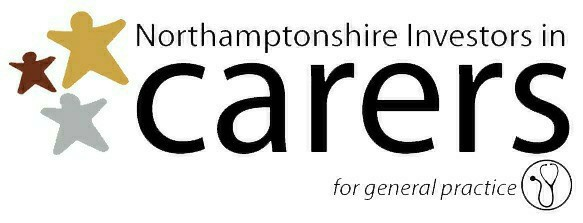 Northamptonshire Investors in
carers
for general practice